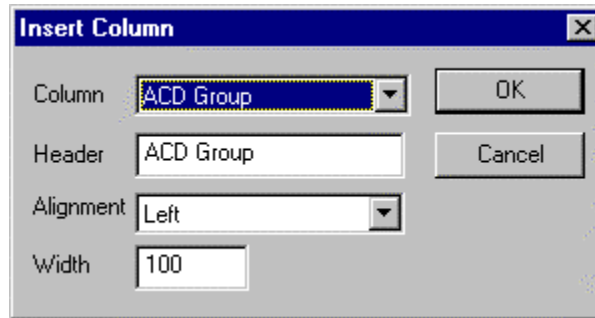 Insert Column
Column ACD Group OK
Header ACD Group Cancel
Alignment Left
Width 100